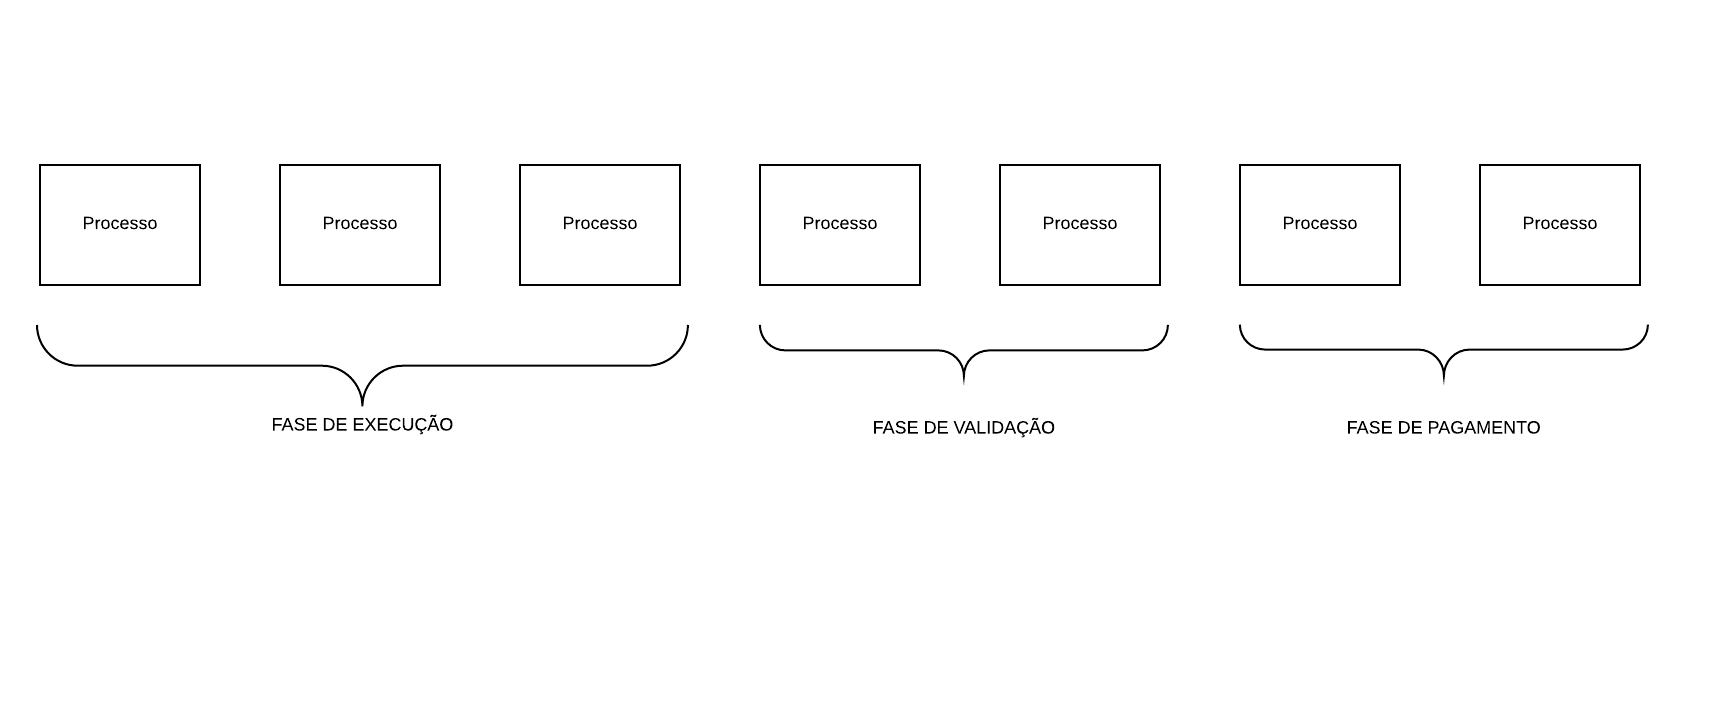 Processo
Processo
Processo
Processo
Processo
Processo
Processo
FASE DE EXECUÇÃO
FASE DE VALIDAÇÃO
FASE DE PAGAMENTO